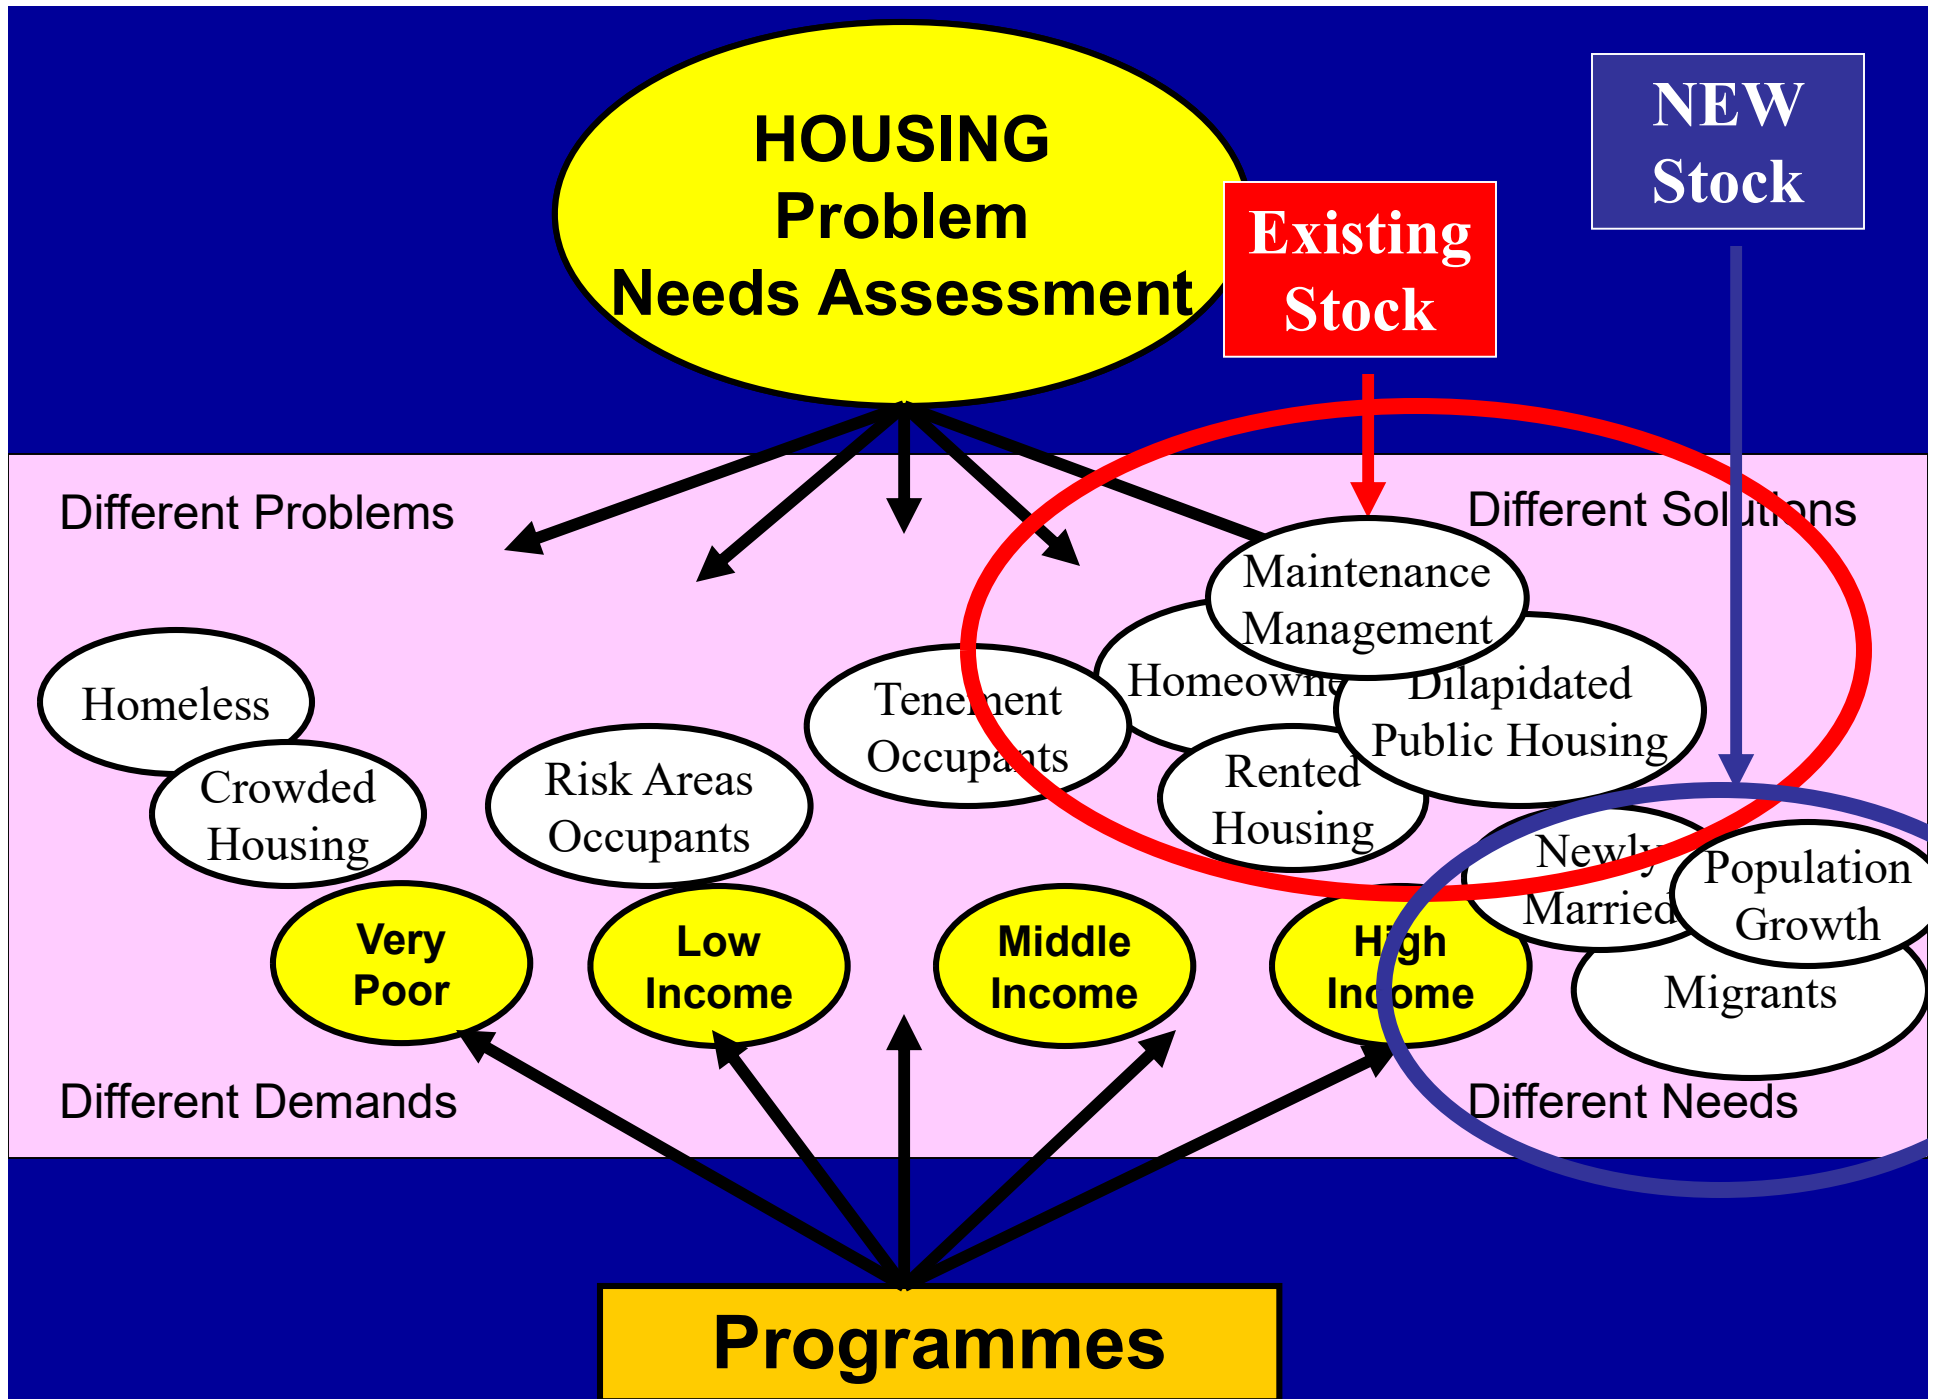 HOUSING
Problem
Needs Assessment
NEW
Stock
Existing
Stock
Different Problems
Different Solutions
Maintenance
Management
Homeowne
Dilapidated
Public Housing
Homeless
Tenement
Occupants
Crowded
Housing
Risk Areas
Occupants
Rented
Housing
Newly
Married
Population
Growth
Migrants
Very
Poor
Low
Income
Middle
Income
High
Income
Different Demands
Different Needs
Programmes